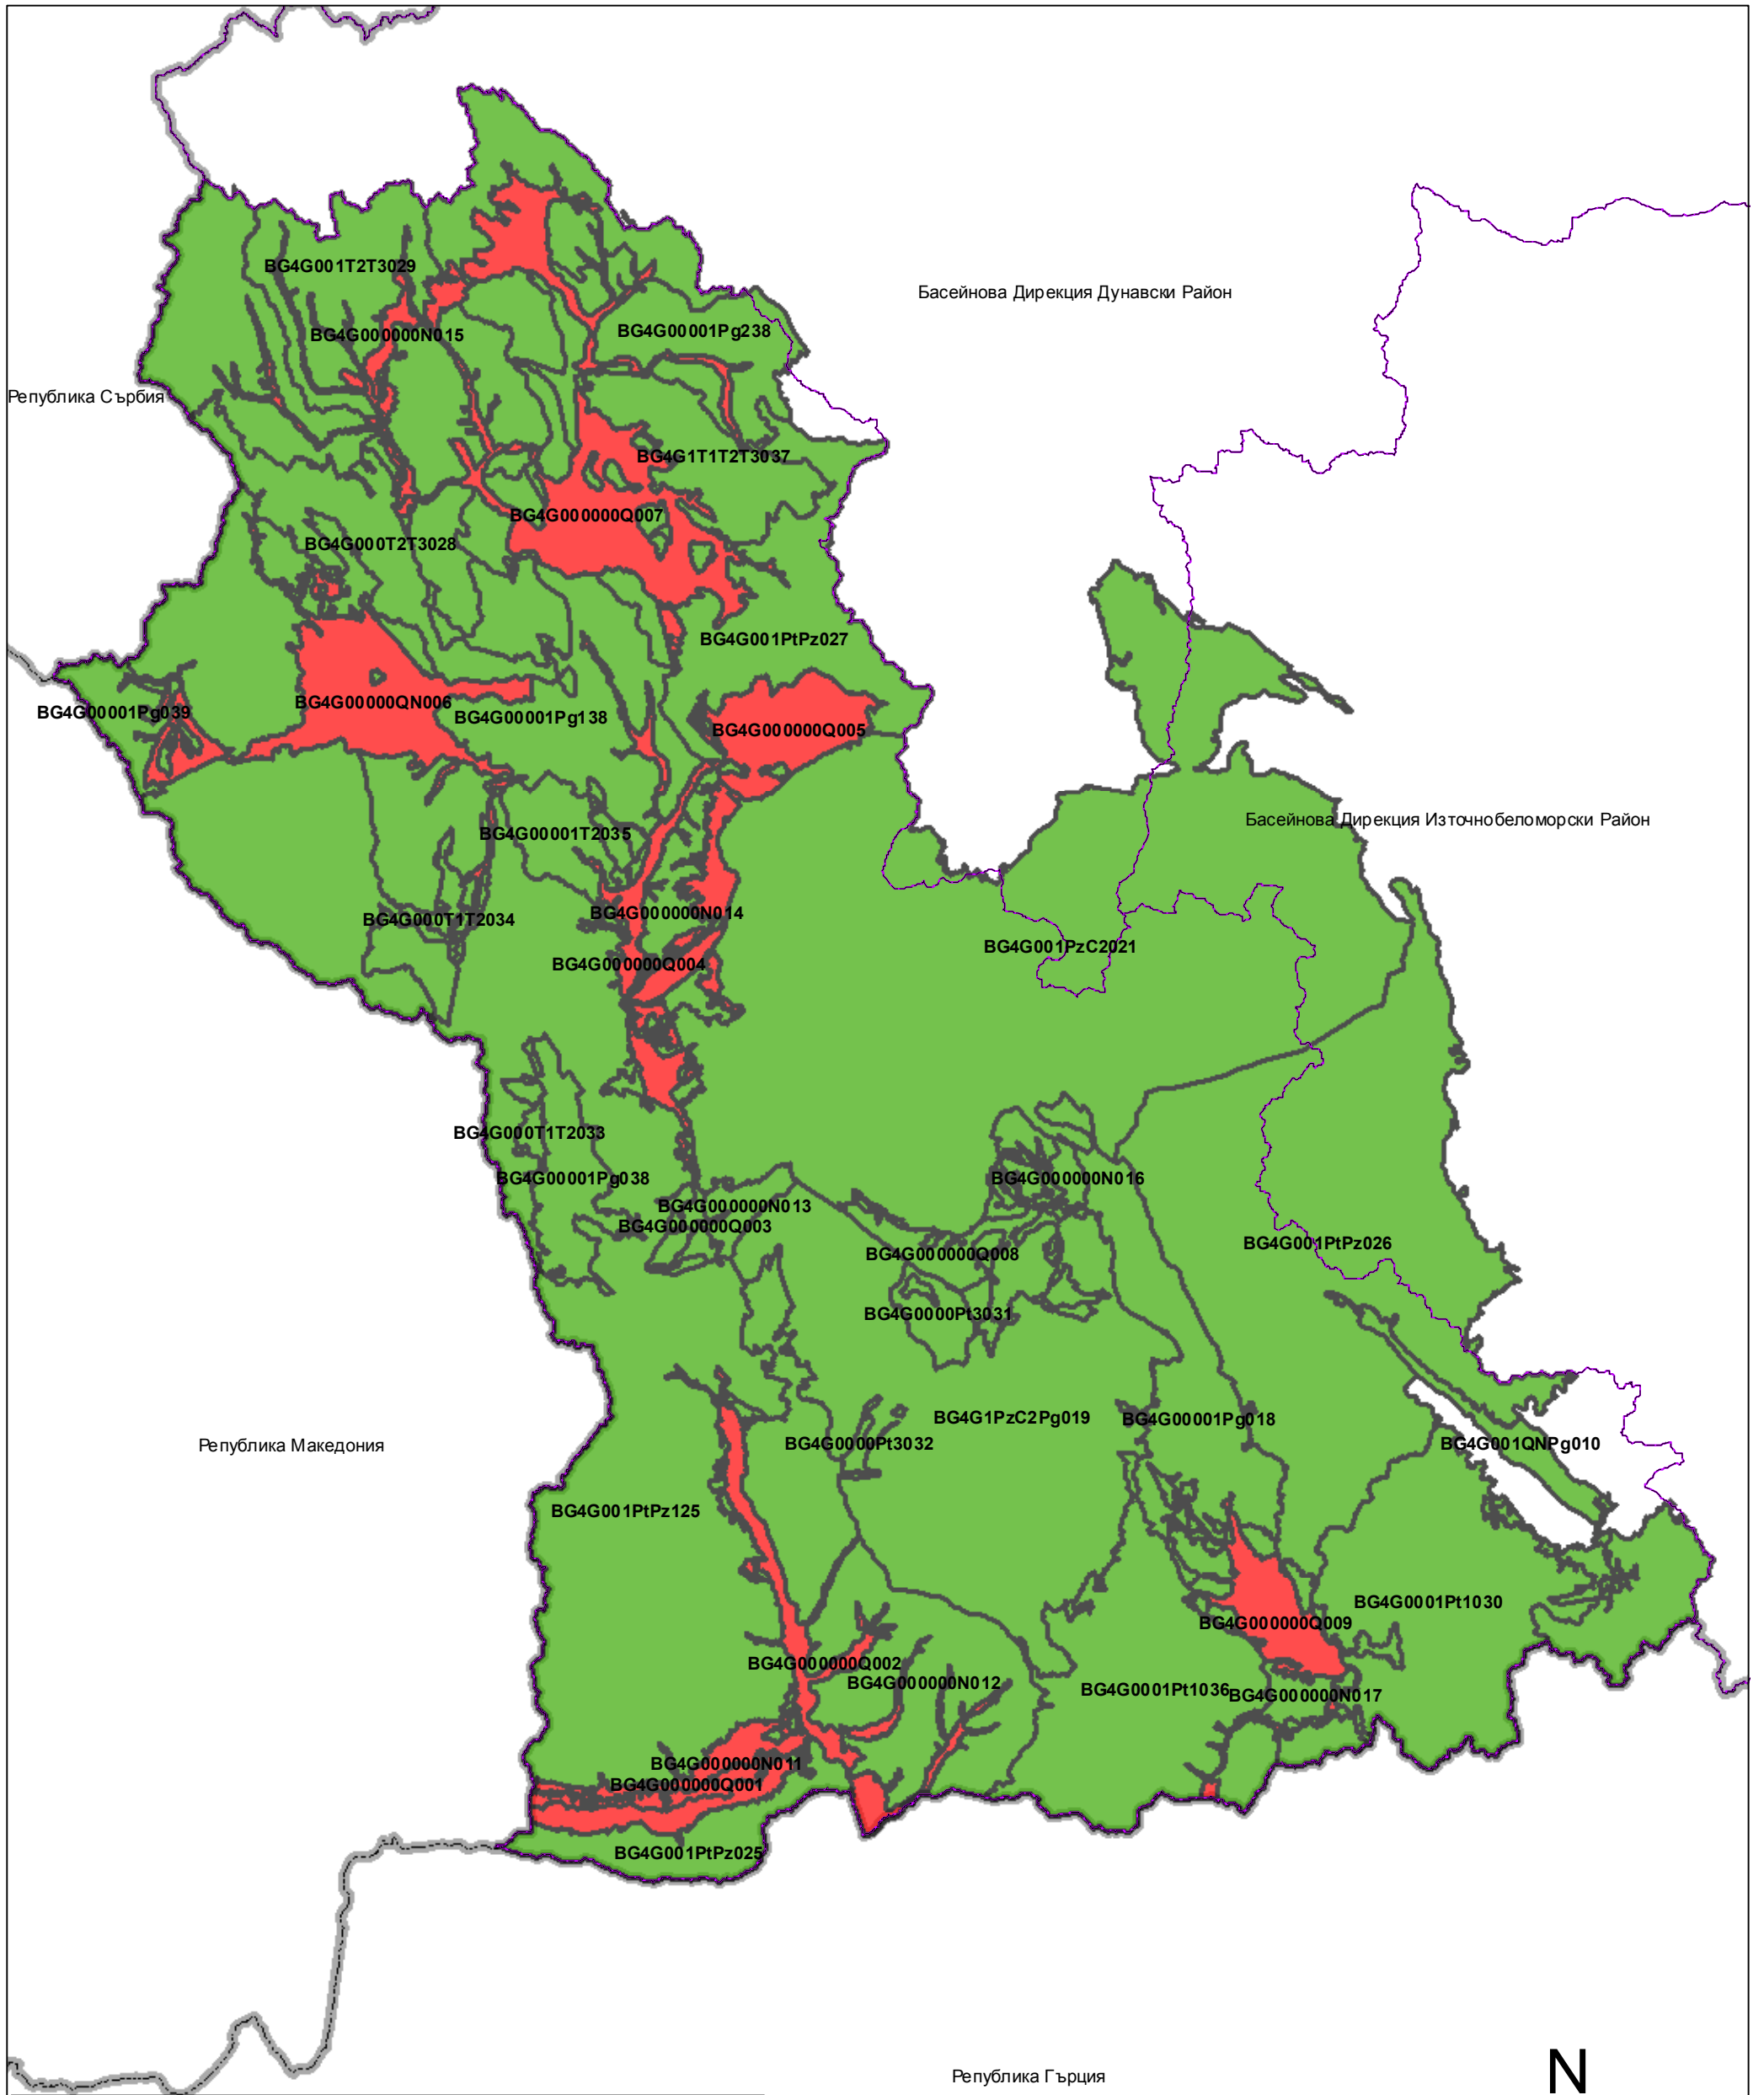 BG4G001T2T3029
Басейнова Дирекция Дунавски Район
BG4G000000N015
BG4G00001Pg238
Република Сърбия
BG4G1T1T2T3037
BG4G000000Q007
BG4G000T2T3028
BG4G001PtPz027
BG4G00000QN006
BG4G00001Pg039
BG4G00001Pg138
BG4G000000Q005
Басейнова Дирекция Източнобеломорски Район
BG4G00001T2035
BG4G000000N014
BG4G000T1T2034
BG4G001PzC2021
BG4G000000Q004
BG4G000T1T2033
BG4G00001Pg038
BG4G000000N016
BG4G000000N013
BG4G000000Q003
BG4G001PtPz026
BG4G000000Q008
BG4G0000Pt3031
BG4G1PzC2Pg019
BG4G00001Pg018
Република Македония
BG4G0000Pt3032
BG4G001QNPg010
BG4G001PtPz125
BG4G0001Pt1030
BG4G000000Q009
BG4G000000Q002
BG4G000000N012
BG4G0001Pt1036
BG4G000000N017
BG4G000000N011
BG4G000000Q001
BG4G001PtPz025
N
Република Гърция